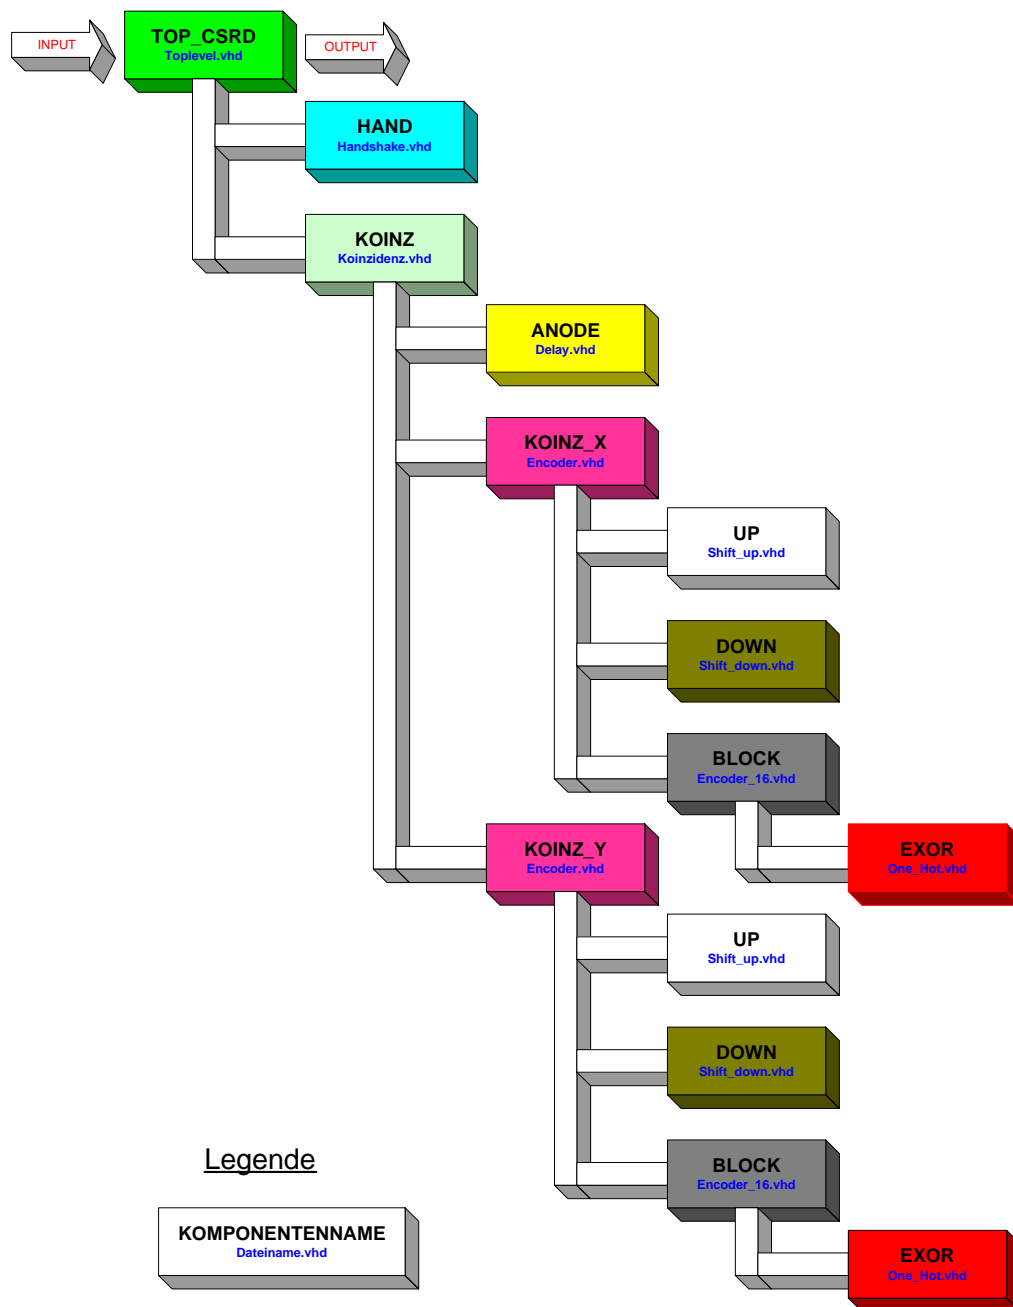 INPUT
TOP_CSRD
Toplevel.vhd
OUTPUT
HAND
Handshake.vhd
KOINZ
Koinzidenz.vhd
ANODE
Delay.vhd
KOINZ_X
Encoder.vhd
UP
Shift_up.vhd
DOWN
Shift_down.vhd
BLOCK
Encoder_16.vhd
EXOR
One_Hot.vhd
KOINZ_Y
Encoder.vhd
UP
Shift_up.vhd
DOWN
Shift_down.vhd
BLOCK
Encoder_16.vhd
EXOR
One_Hot.vhd
Legende
KOMPONENTENNAME
Dateiname.vhd